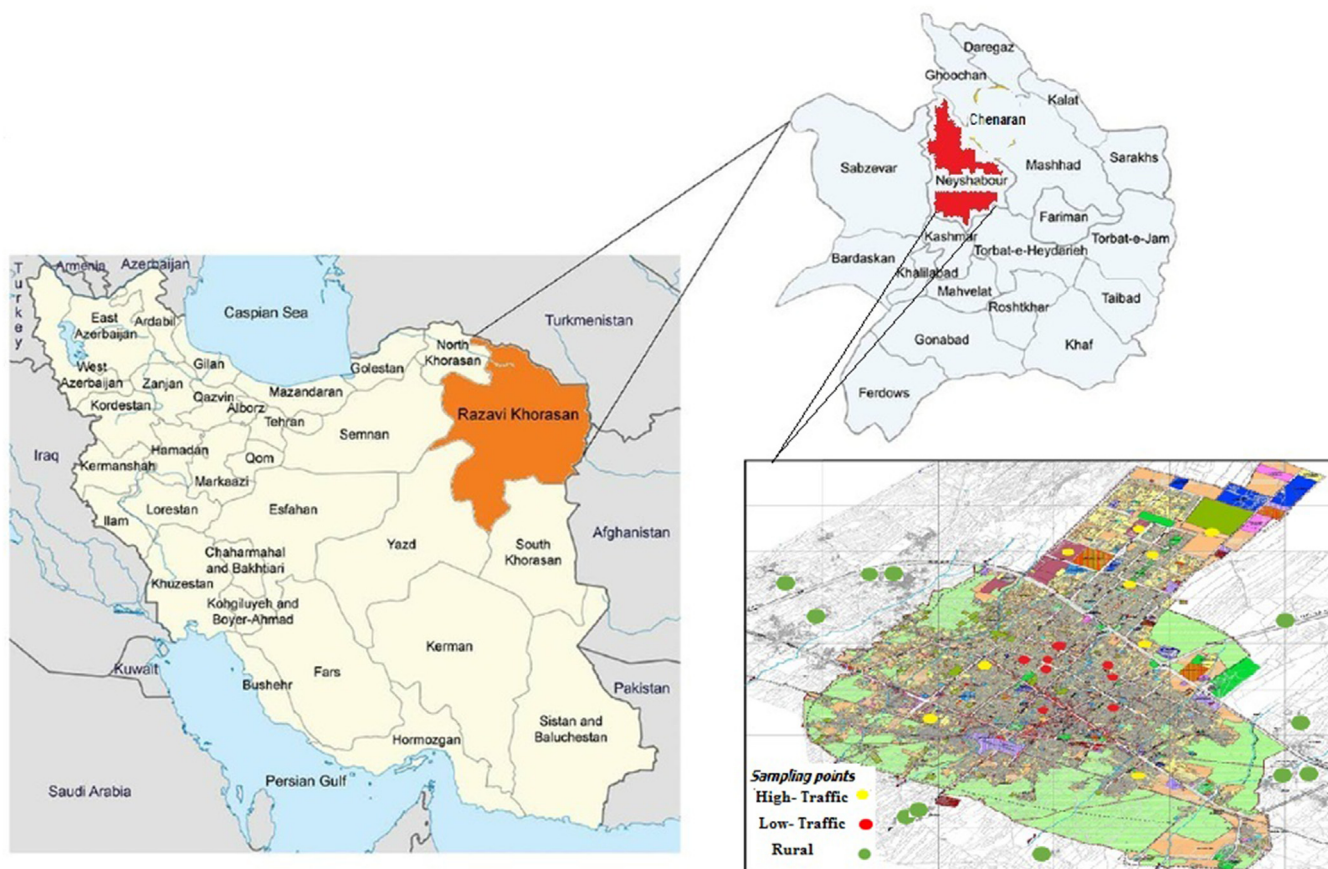 Turkey
Armenia
Azerbaijan
Caspian Sea
Turkmenistan
East
Azerbaijan
Ardabil
West
Azerbaijan
Gilan
Zanjan
Kordestan
Qazvin
Alborz
Tehran
Mazandaran
Golestan
North
Khorasan
Razavi Khorasan
Semnan
Hamadan
Qom
Kermanshah
Markaazi
Iraq
Ilam
Lorestan
Esfahan
Yazd
South
Khorasan
Afghanistan
Chaharmahal
and Bakhtiari
Khuzestan
Kohgiluyeh and
Boyer-Ahmad
Kerman
Kuwait
Fars
Bushehr
Pakistan
Sistan and
Baluchestan
Hormozgan
Persian Gulf
Saudi Arabia
Daregaz
Ghoochan
Kalat
Chenaran
Sabzevar
Mashhad
Sarakhs
Neyshabour
Fariman
Kashmar
Torbat-e-Heydarieh
Torbat-e-Jam
Bardaskan
Khalilabad
Mahvelat
Roshtkhar
Taibad
Gonabad
Khaf
Ferdows
Sampling points
High- Traffic
Low- Traffic
Rural